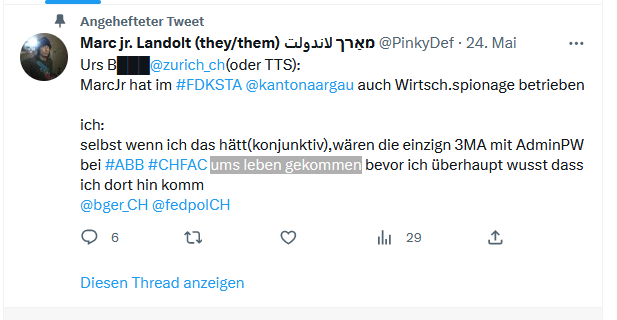 Angehefteter Tweet
Marc jr. Landolt (they/them) مאַרך لاندولت @PinkyDef · 24. Mai
Urs B @zurich_ch(oder TTS):
MarcJr hat im #FDKSTA @kantonaargau auch Wirtsch.spionage betrieben
ich:
selbst wenn ich das hätt(konjunktiv),wären die einzign 3MA mit AdminPW
bei #ABB #CHFAC ums leben gekommen bevor ich überhaupt wusst dass
ich dort hin komm
@bger_CH @fedpolCH
6 29
Diesen Thread anzeigen